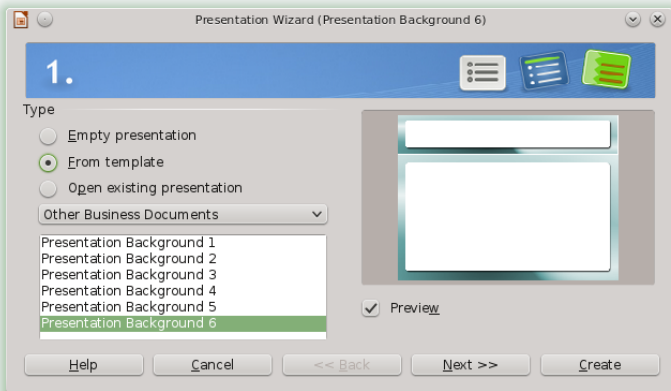 Presentation Wizard (Presentation Background 6)
1.
Type
Empty presentation
From template
Open existing presentation
Other Business Documents
Presentation Background 1
Presentation Background 2
Presentation Background 3
Presentation Background 4
Presentation Background 5
Presentation Background 6
Preview
Help
Cancel
<< Back
Next >>
Create